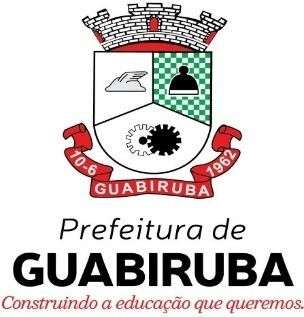 10-6 GUABIRUBA 1962
Prefeitura de
GUABIRUBA
Construindo a educação que queremos.